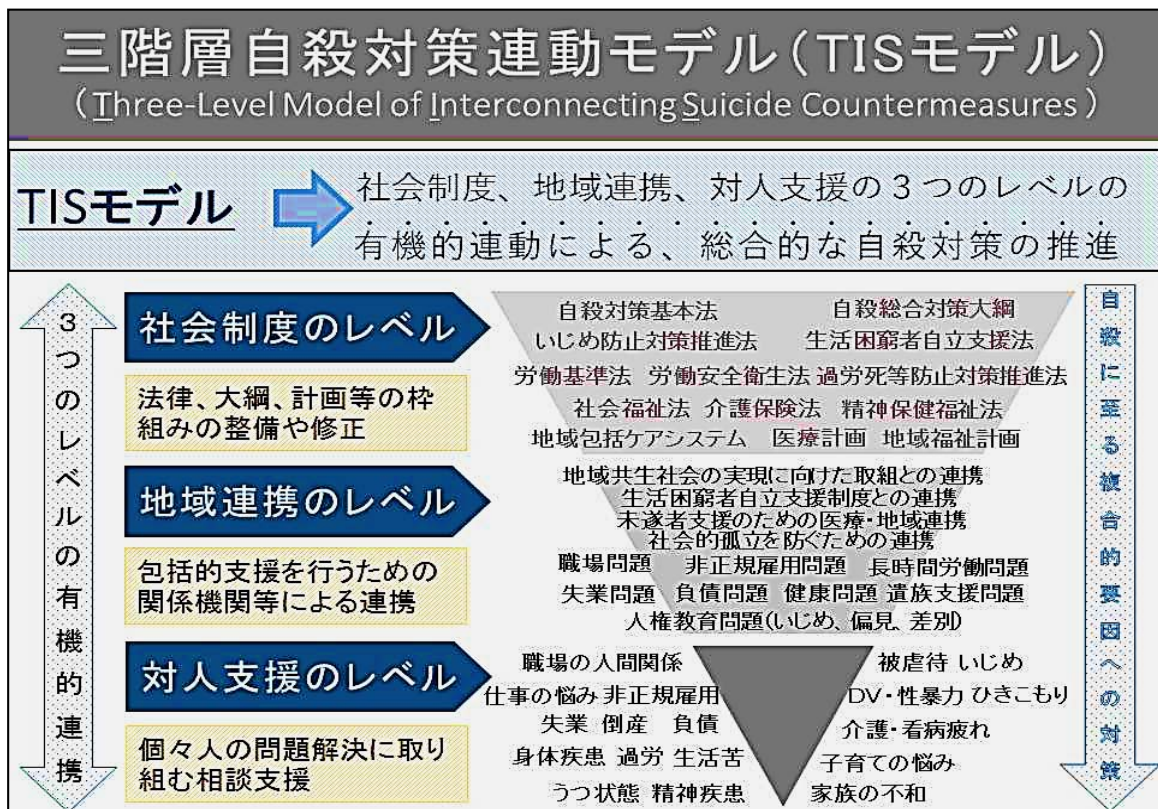 三階層自殺対策連動モデル(TISモデル)
(Three-Level Model of Interconnecting Suicide Countermeasures)
TISモデル
社会制度、地域連携、対人支援の3つのレベルの
有機的連動による、総合的な自殺対策の推進
3つのレベルの有機的連携
社会制度のレベル
法律、大綱、計画等の枠
組みの整備や修正
自殺対策基本法 自殺総合対策大綱
いじめ防止対策推進法 生活困窮者自立支援法
労働基準法 労働安全衛生法 過労死等防止対策推進法
社会福祉法 介護保険法 精神保健福祉法
地域包括ケアシステム 医療計画 地域福祉計画
地域連携のレベル
包括的支援を行うための
関係機関等による連携
地域共生社会の実現に向けた取組との連携
生活困窮者自立支援制度との連携
未遂者支援のための医療・地域連携
社会的孤立を防ぐための連携
職場問題 非正規雇用問題 長時間労働問題
失業問題 負債問題 健康問題 遺族支援問題
人権教育問題(いじめ、偏見、差別)
対人支援のレベル
個々人の問題解決に取り
組む相談支援
職場の人間関係 被虐待 いじめ
仕事の悩み 非正規雇用 DV・性暴力 ひきこもり
失業 倒産 負債 介護・看病疲れ
身体疾患 過労 生活苦 子育ての悩み
うつ状態 精神疾患 家族の不和
自殺に至る複合的要因への対策